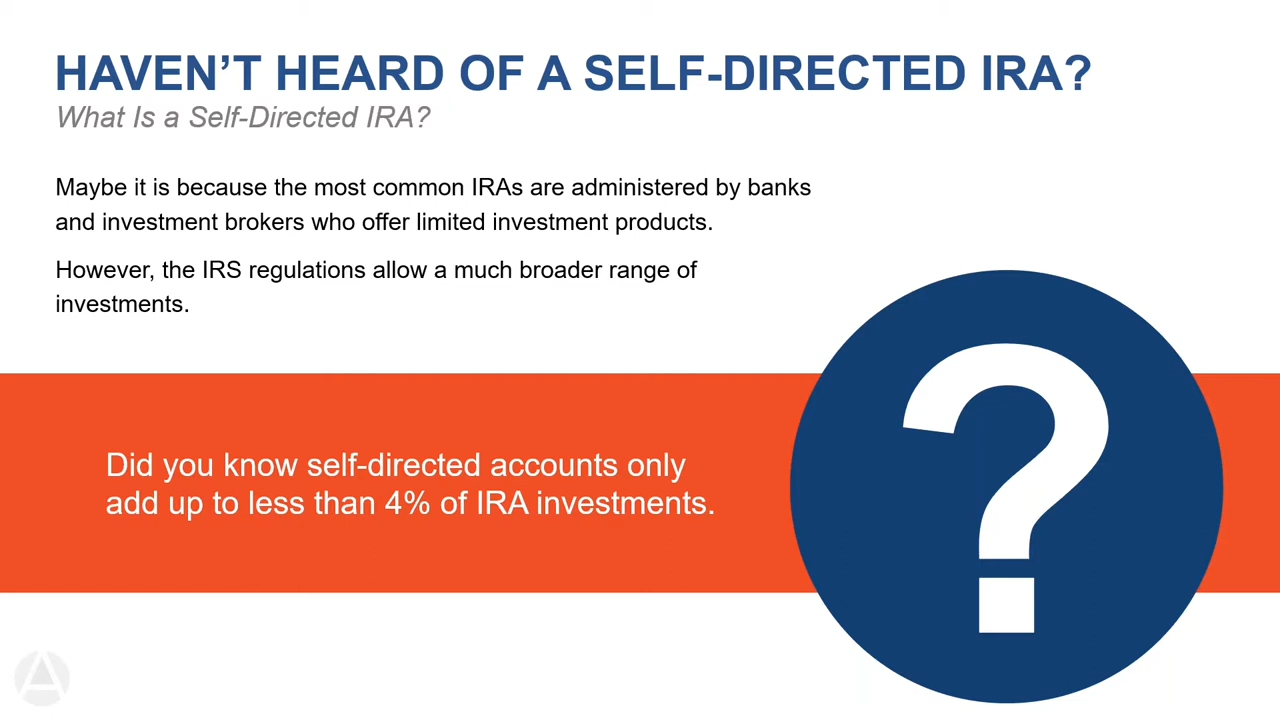 HAVEN’T HEARD OF A SELF-DIRECTED IRA?
What Is a Self-Directed IRA?
Maybe it is because the most common IRAs are administered by banks
and investment brokers who offer limited investment products.
However, the IRS regulations allow a much broader range of
investments.
Did you know self-directed accounts only
add up to less than 4% of IRA investments.
?